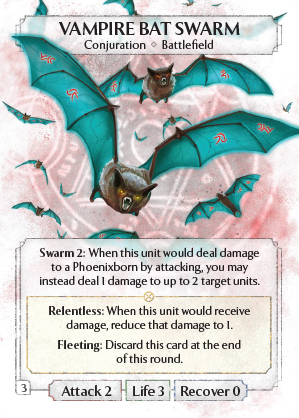 VAMPIRE BAT SWARM
Conjuration ◇ Battlefield
Swarm 2: When this unit would deal damage
to a Phoenixborn by attacking, you may
instead deal 1 damage to up to 2 target units.
Relentless: When this unit would receive
damage, reduce that damage to 1.
Fleeting: Discard this card at the end
of this round.
3
Attack 2
Life 3
Recover 0